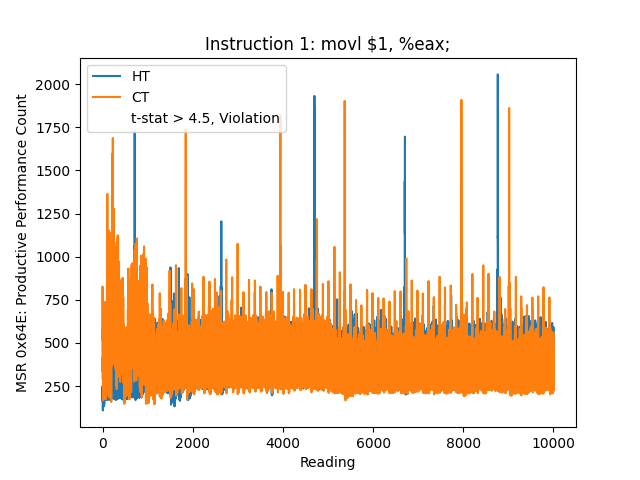 Instruction 1: movl $1, %eax;
HT
CT
t-stat > 4.5, Violation
MSR 0x64E: Productive Performance Count
2000
1750
1500
1250
1000
750
500
250
0
2000
4000
6000
8000
10000
Reading